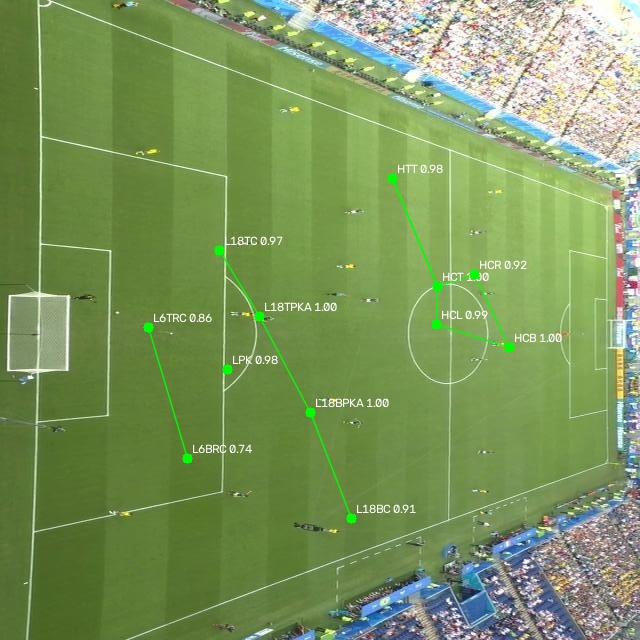 HTT 0.98
L18TC 0.97
HCR 0.92
HCT 1.00
L18TPKA 1.00
L6TRC 0.86
HCL 0.99
HCB 1.00
LPK 0.98
L18BPKA 1.00
L6BRC 0.74
L18BC 0.91